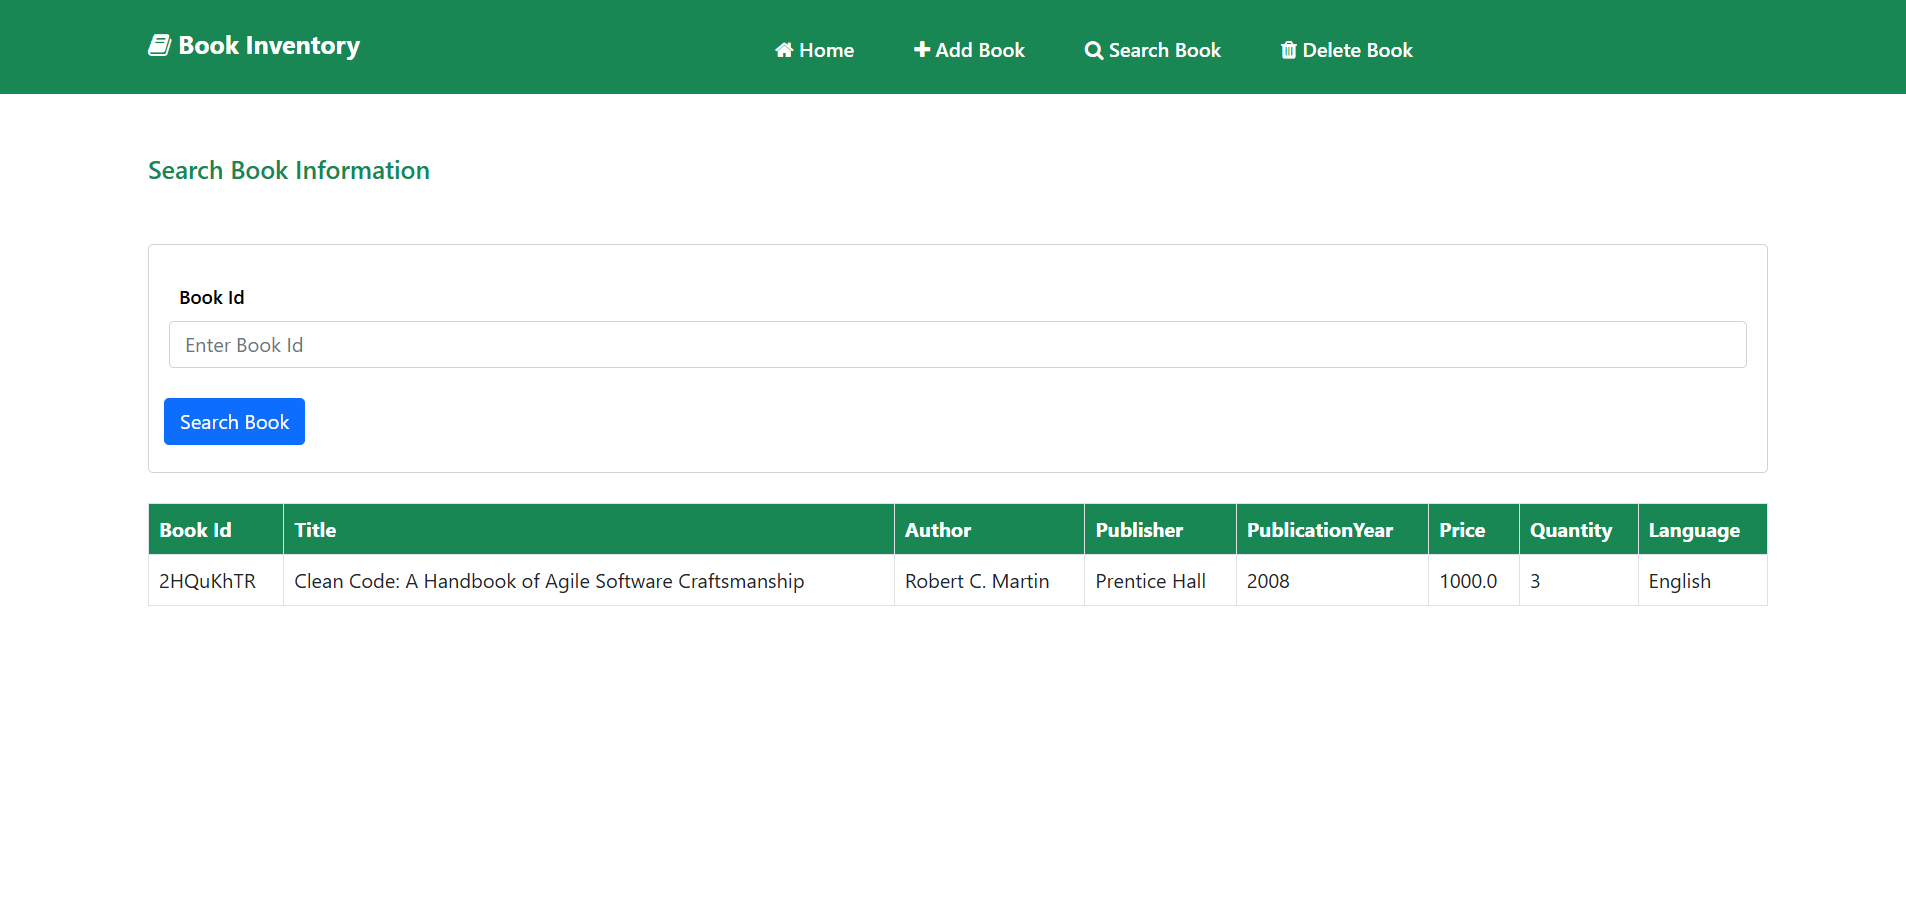 Book Inventory
Home Add Book Search Book Delete Book
Search Book Information
Book Id
Enter Book Id
Search Book
Book Id Title Author Publisher PublicationYear Price Quantity Language
2HQuKhTR Clean Code: A Handbook of Agile Software Craftsmanship Robert C. Martin Prentice Hall 2008 1000.0 3 English